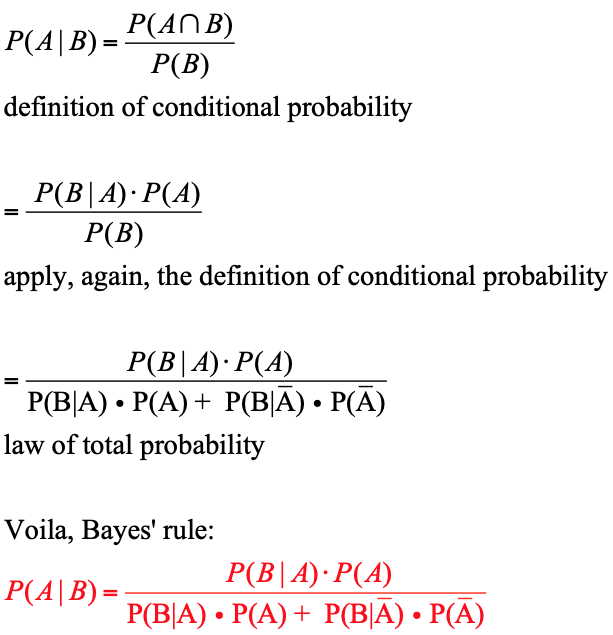 P(A | B) = P(A∩B) / P(B)
definition of conditional probability
= P(B | A)·P(A) / P(B)
apply, again, the definition of conditional probability
= P(B | A)·P(A) / P(B|A) • P(A) + P(B|A̅) • P(A̅)
law of total probability
Voila, Bayes' rule:
P(A | B) = P(B | A)·P(A) / P(B|A) • P(A) + P(B|A̅) • P(A̅)